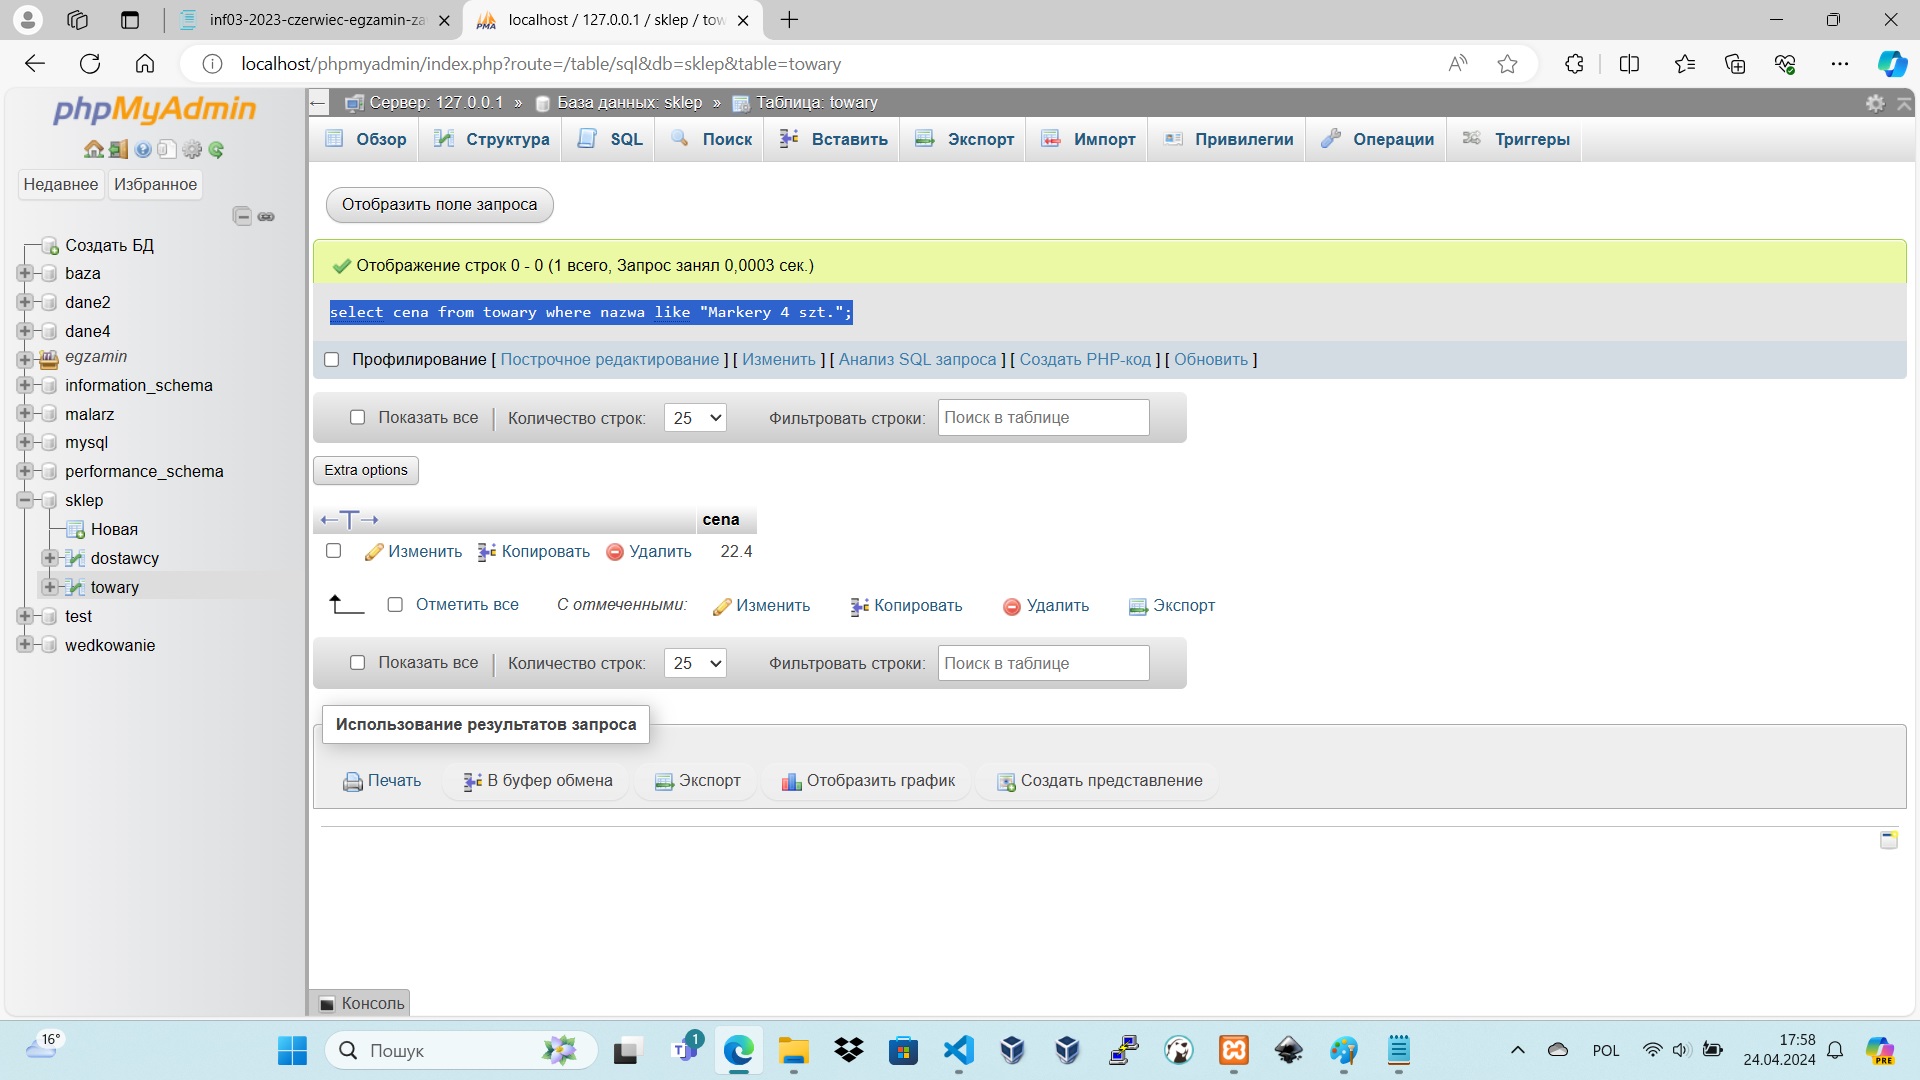 inf03-2023-czerwiec-egzamin-za
localhost / 127.0.0.1 / sklep / tow
localhost/phpmyadmin/index.php?route=/table/sql&db=sklep&table=towary
phpMyAdmin
Недавнее Избранное
Создать БД
baza
dane2
dane4
egzamin
information_schema
malarz
mysql
performance_schema
sklep
Новая
dostawcy
towary
test
wedkowanie
Сервер: 127.0.0.1 » База данных: sklep » Таблица: towary
Обзор Структура SQL Поиск Вставить Экспорт Импорт Привилегии Операции Триггеры
Отобразить поле запроса
Отображение строк 0 - 0 (1 всего, Запрос занял 0,0003 сек.)
select cena from towary where nazwa like "Markery 4 szt.";
Профилирование [ Построчное редактирование ] [ Изменить ] [ Анализ SQL запроса ] [ Создать PHP-код ] [ Обновить ]
Показать все Количество строк: 25 Фильтровать строки: Поиск в таблице
Extra options
←T→ cena
Изменить Копировать Удалить 22.4
Отметить все С отмеченными: Изменить Копировать Удалить Экспорт
Показать все Количество строк: 25 Фильтровать строки: Поиск в таблице
Использование результатов запроса
Печать В буфер обмена Экспорт Отобразить график Создать представление
Консоль
16°
Пошук
1
POL
17:58
24.04.2024
PRE